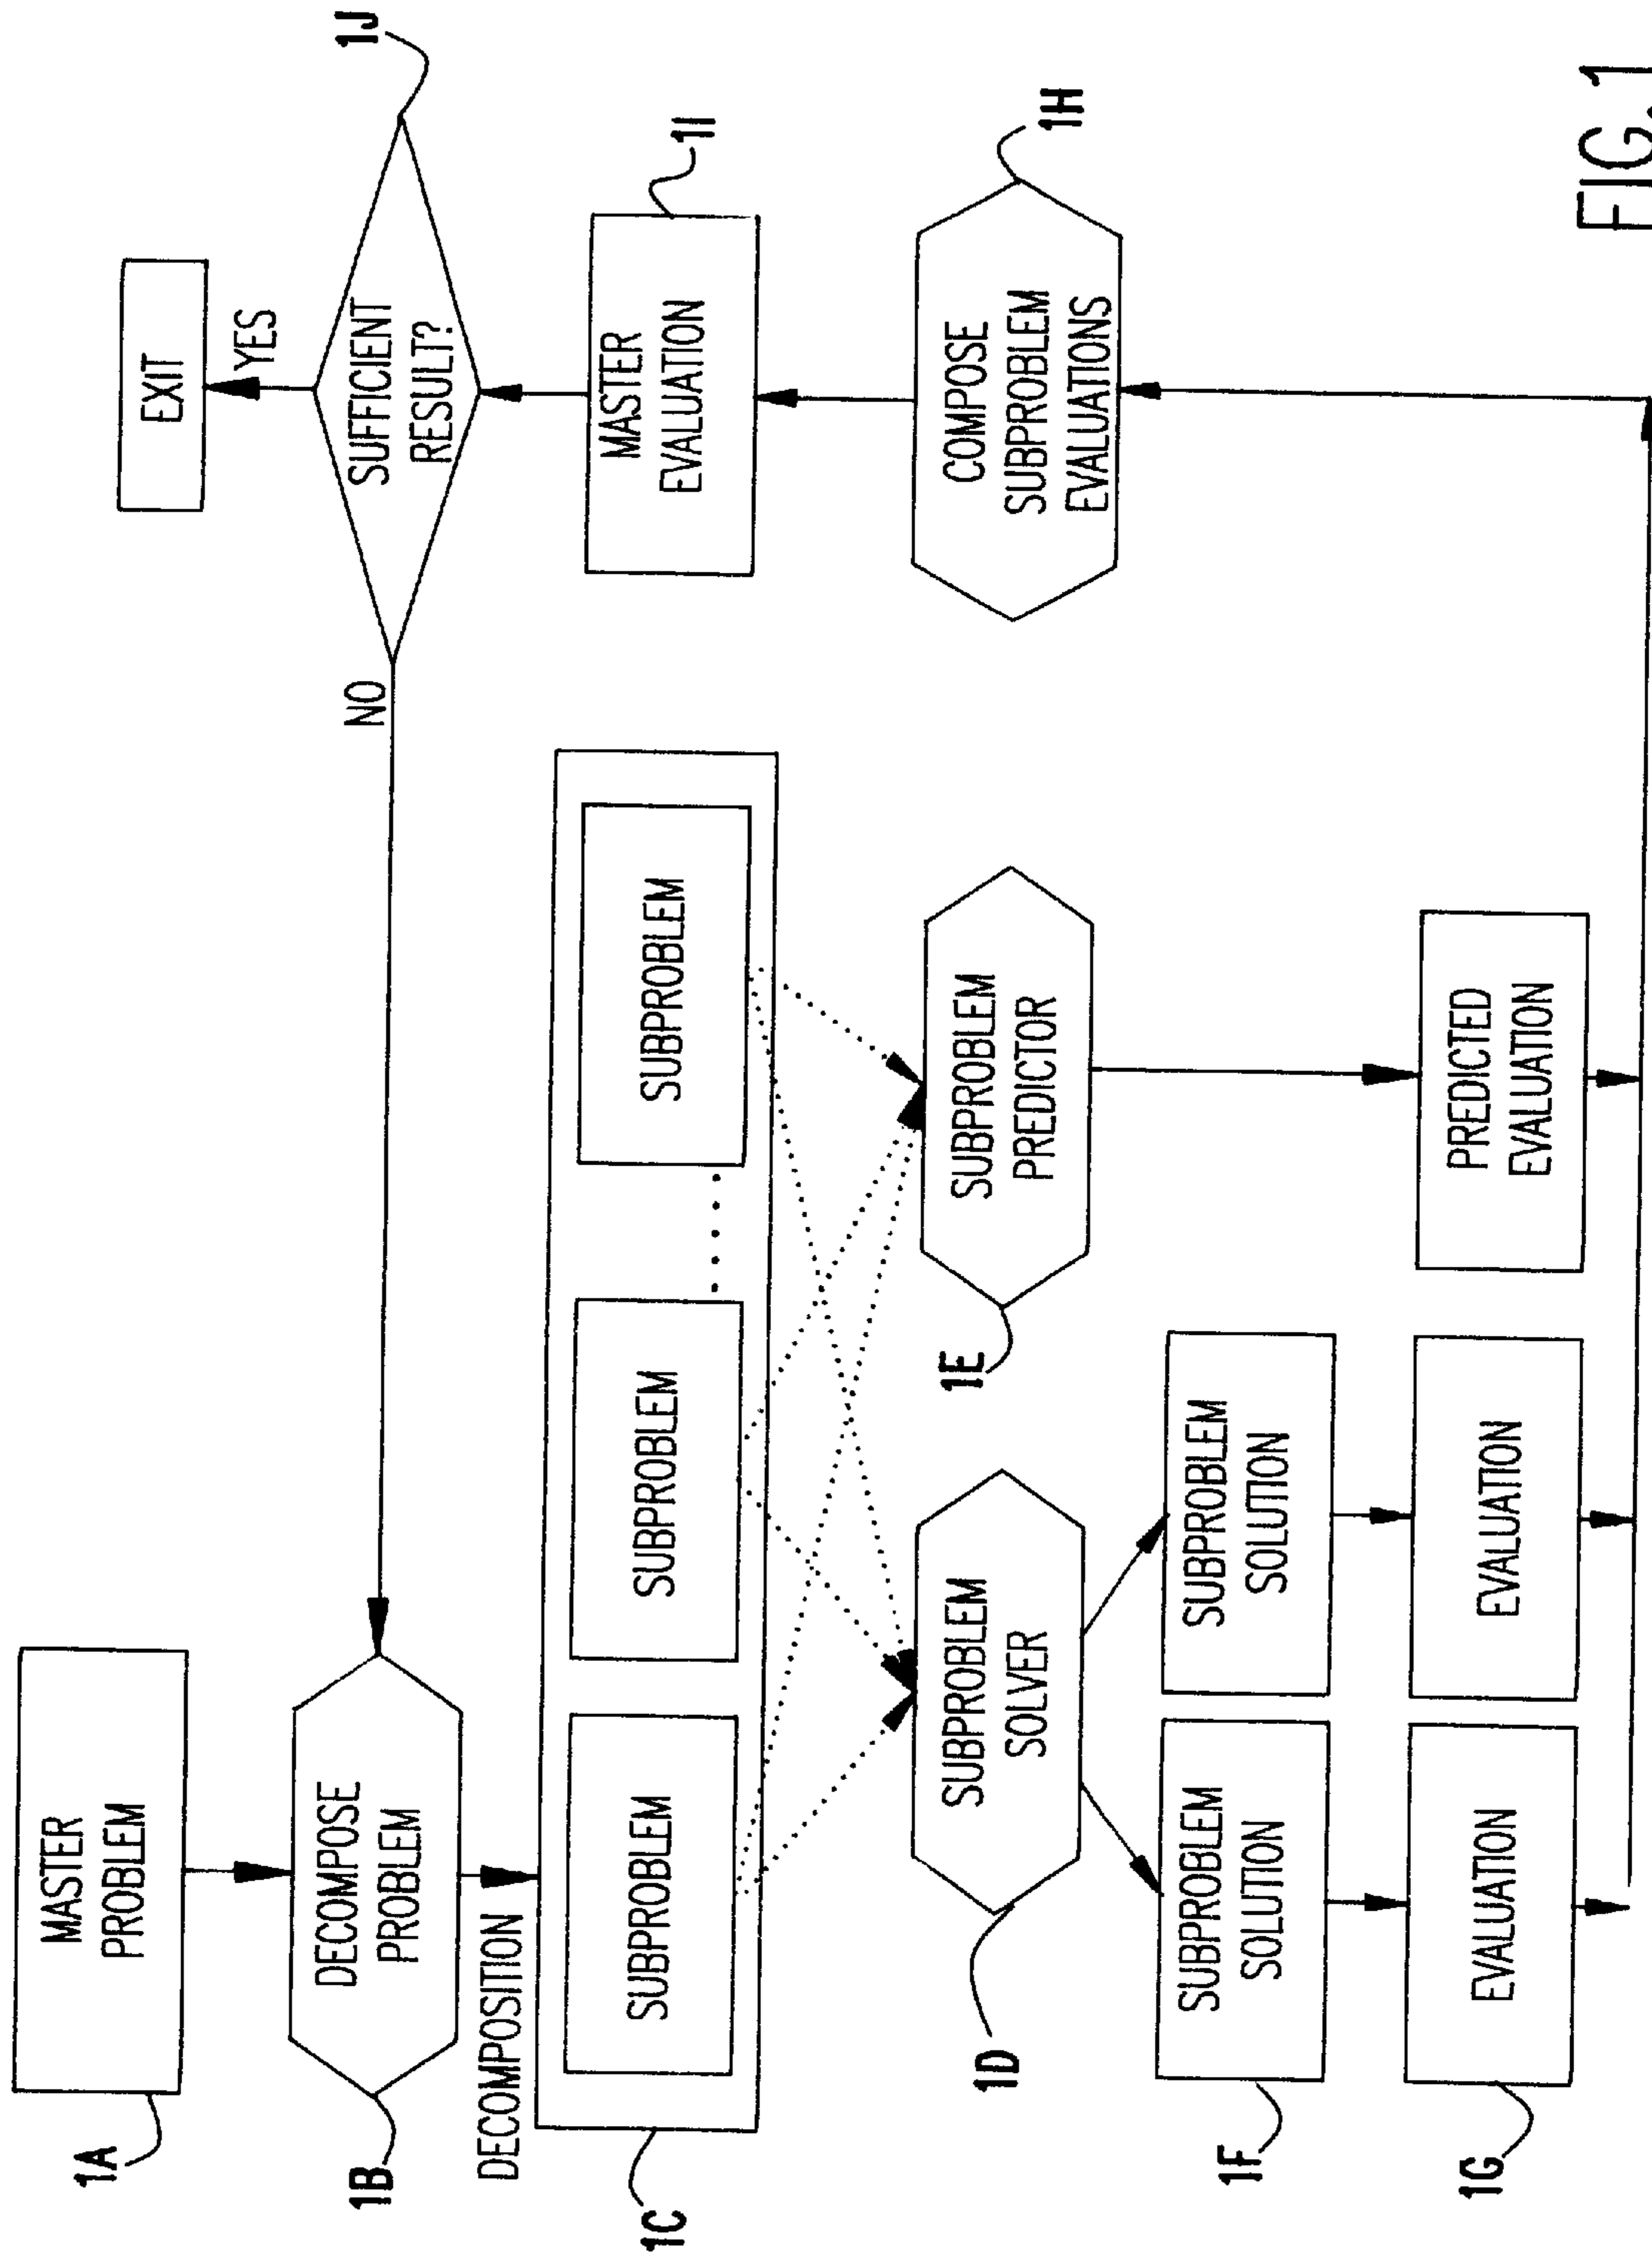 1A
MASTER
PROBLEM
1B
DECOMPOSE
PROBLEM
DECOMPOSITION
1C
SUBPROBLEM
SUBPROBLEM
SUBPROBLEM
1D
SUBPROBLEM
SOLVER
1E
SUBPROBLEM
PREDICTOR
1F
SUBPROBLEM
SOLUTION
SUBPROBLEM
SOLUTION
1G
EVALUATION
EVALUATION
PREDICTED
EVALUATION
EXIT
YES
SUFFICIENT
RESULT?
NO
1J
MASTER
EVALUATION
1I
COMPOSE
SUBPROBLEM
EVALUATIONS
1H
FIG. 1